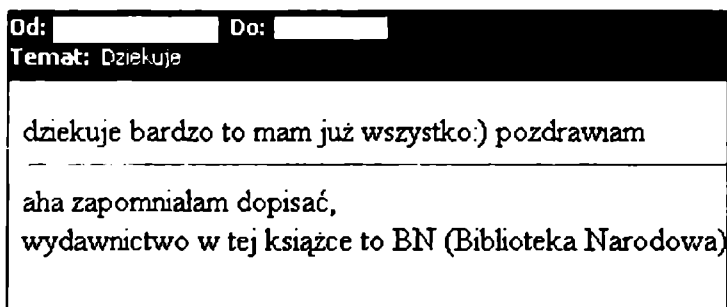 Od: Do:
Temat: Dziekuje
dziekuje bardzo to mam już wszystko:) pozdrawiam
aha zapomniałam dopisać,
wydawnictwo w tej książce to BN (Biblioteka Narodowa)